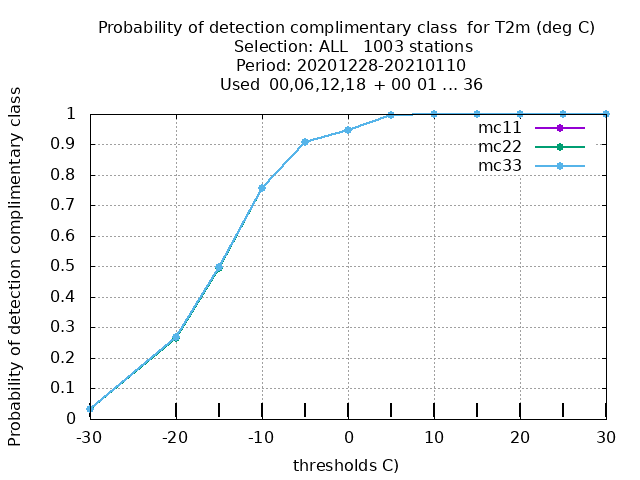 Probability of detection complimentary class  for T2m (deg C)
Selection: ALL   1003 stations
Period: 20201228-20210110
Used  00,06,12,18  + 00 01 ... 36
Probability of detection complimentary class
1
0.9
0.8
0.7
0.6
0.5
0.4
0.3
0.2
0.1
0
mc11
mc22
mc33
-30 -20 -10 0 10 20 30
thresholds C)